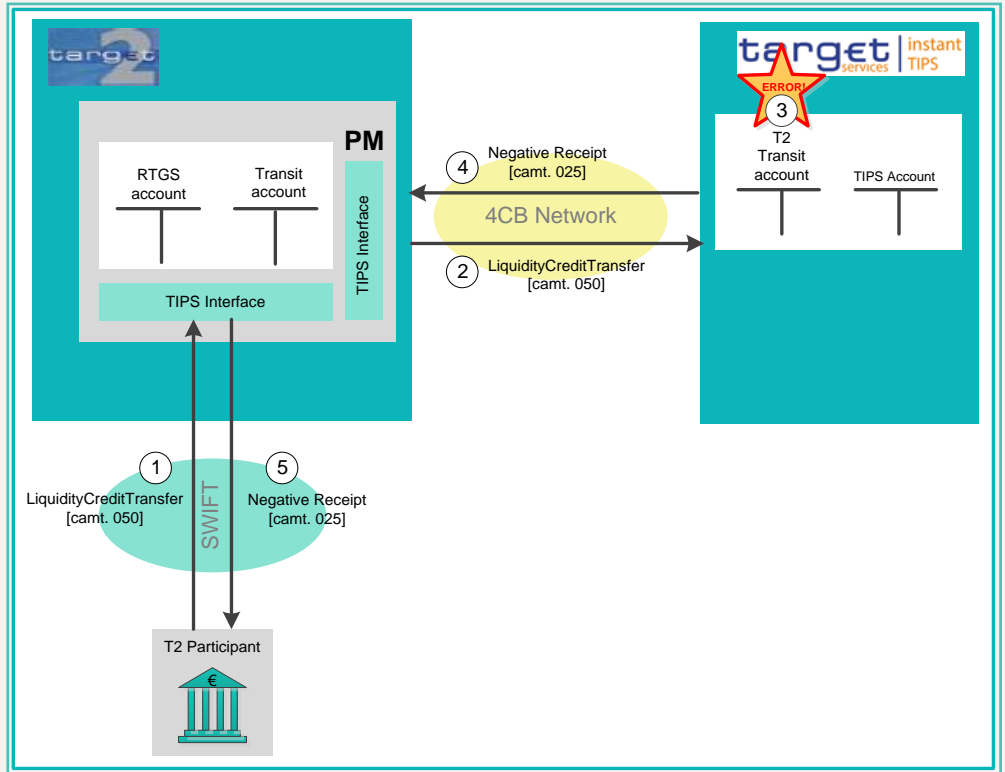 target
2
target
services
instant
TIPS
ERROR!
3
T2
Transit
account
TIPS Account
PM
RTGS
account
Transit
account
TIPS Interface
TIPS Interface
4
Negative Receipt
[camt. 025]
4CB Network
2
LiquidityCreditTransfer
[camt. 050]
1
LiquidityCreditTransfer
[camt. 050]
SWIFT
5
Negative Receipt
[camt. 025]
T2 Participant
€